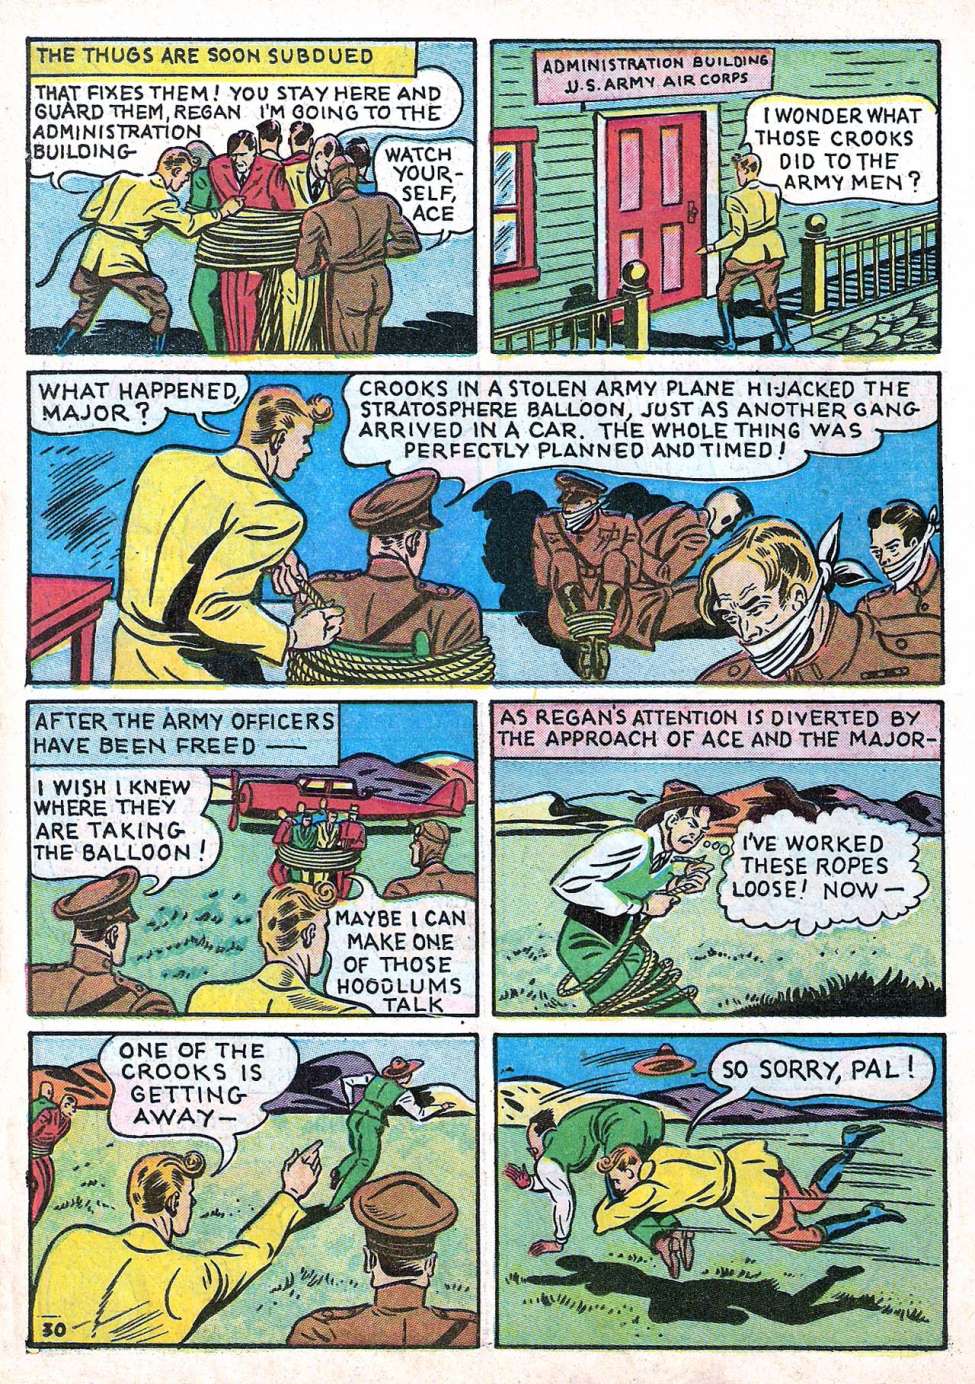 THE THUGS ARE SOON SUBDUED
THAT FIXES THEM! YOU STAY HERE AND
GUARD THEM, REGAN I'M GOING TO THE
ADMINISTRATION
BUILDING-
WATCH
YOUR-
SELF,
ACE
ADMINISTRATION BUILDING
U.S. ARMY AIR CORPS
I WONDER WHAT
THOSE CROOKS
DID TO THE
ARMY MEN?
WHAT HAPPENED,
MAJOR?
CROOKS IN A STOLEN ARMY PLANE HI-JACKED THE
STRATOSPHERE BALLOON, JUST AS ANOTHER GANG
ARRIVED IN A CAR. THE WHOLE THING WAS
PERFECTLY PLANNED AND TIMED!
AFTER THE ARMY OFFICERS
HAVE BEEN FREED —
I WISH I KNEW
WHERE THEY
ARE TAKING
THE BALLOON!
MAYBE I CAN
MAKE ONE
OF THOSE
HOODLUMS
TALK
AS REGAN'S ATTENTION IS DIVERTED BY
THE APPROACH OF ACE AND THE MAJOR-
I'VE WORKED
THESE ROPES
LOOSE! NOW —
ONE OF THE
CROOKS IS
GETTING
AWAY —
30
SO SORRY, PAL!